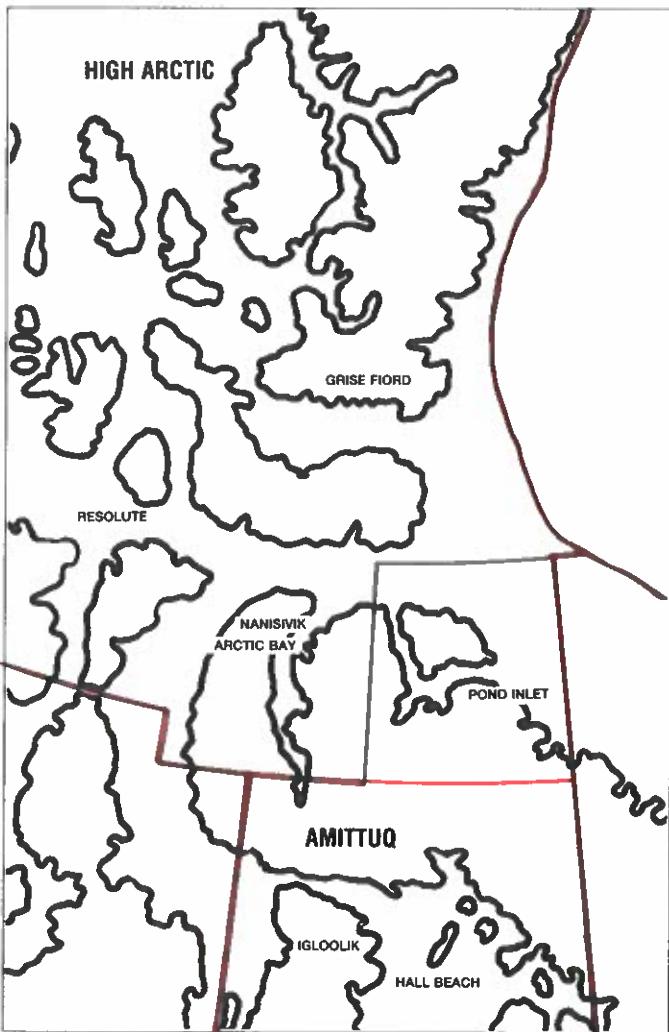 HIGH ARCTIC
GRISE FIORD
RESOLUTE
NANISIVIK
ARCTIC BAY
POND INLET
AMITTUQ
IGLOOLIK
HALL BEACH